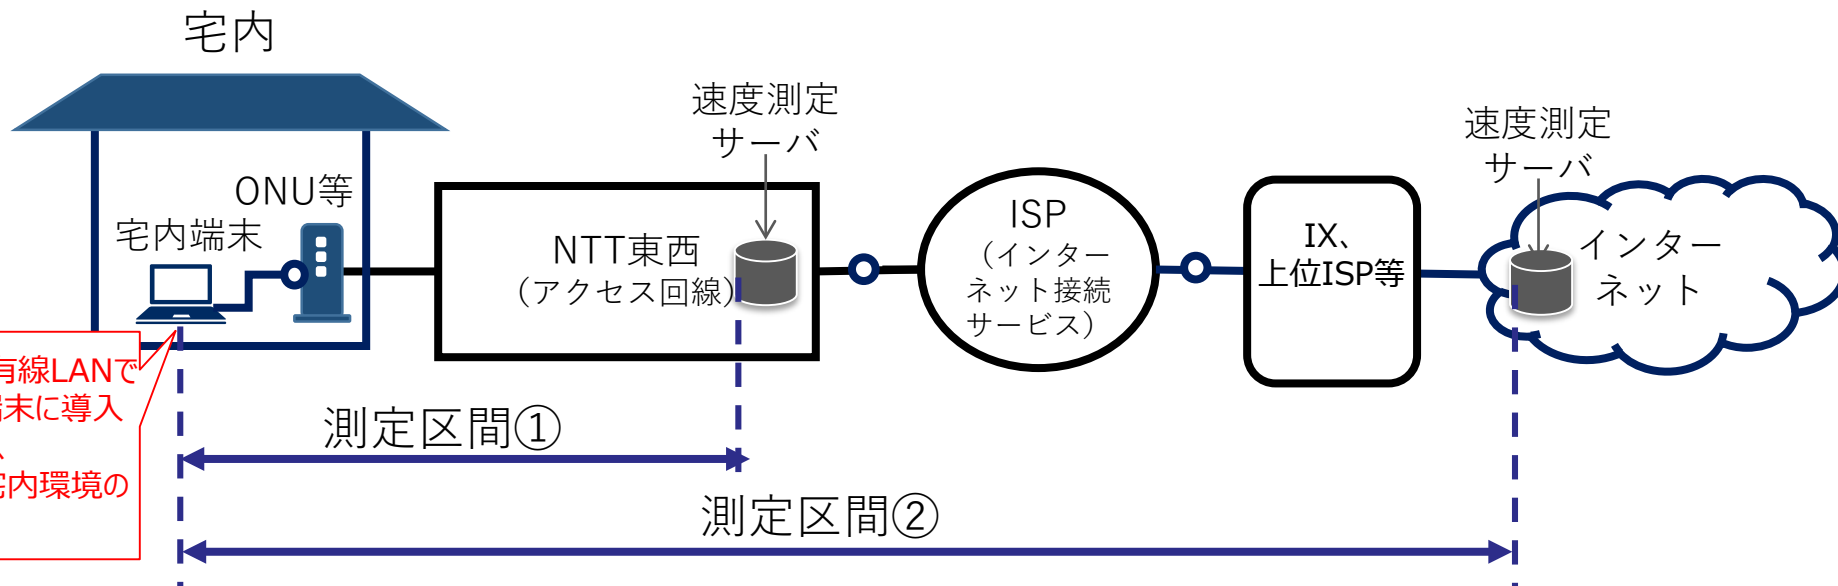 宅内
速度測定
サーバ
速度測定
サーバ
ONU等
宅内端末
NTT東西
（アクセス回線）
ISP
（インター
ネット接続
サービス）
IX、
上位ISP等
インター
ネット
有線LANで
端末に導入
、
宅内環境の
測定区間①
測定区間②